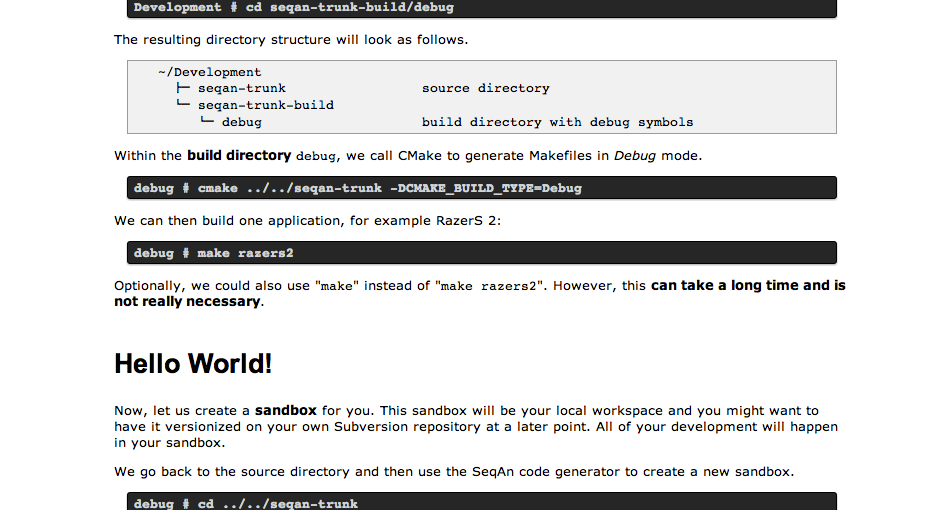 Development # cd seqan-trunk-build/debug
The resulting directory structure will look as follows.
~/Development
├─ seqan-trunk source directory
└─ seqan-trunk-build
└─ debug build directory with debug symbols
Within the build directory debug, we call CMake to generate Makefiles in Debug mode.
debug # cmake ../../seqan-trunk -DCMAKE_BUILD_TYPE=Debug
We can then build one application, for example RazerS 2:
debug # make razers2
Optionally, we could also use "make" instead of "make razers2". However, this can take a long time and is
not really necessary.
Hello World!
Now, let us create a sandbox for you. This sandbox will be your local workspace and you might want to
have it versionized on your own Subversion repository at a later point. All of your development will happen
in your sandbox.
We go back to the source directory and then use the SeqAn code generator to create a new sandbox.
debug # cd ../../seqan-trunk